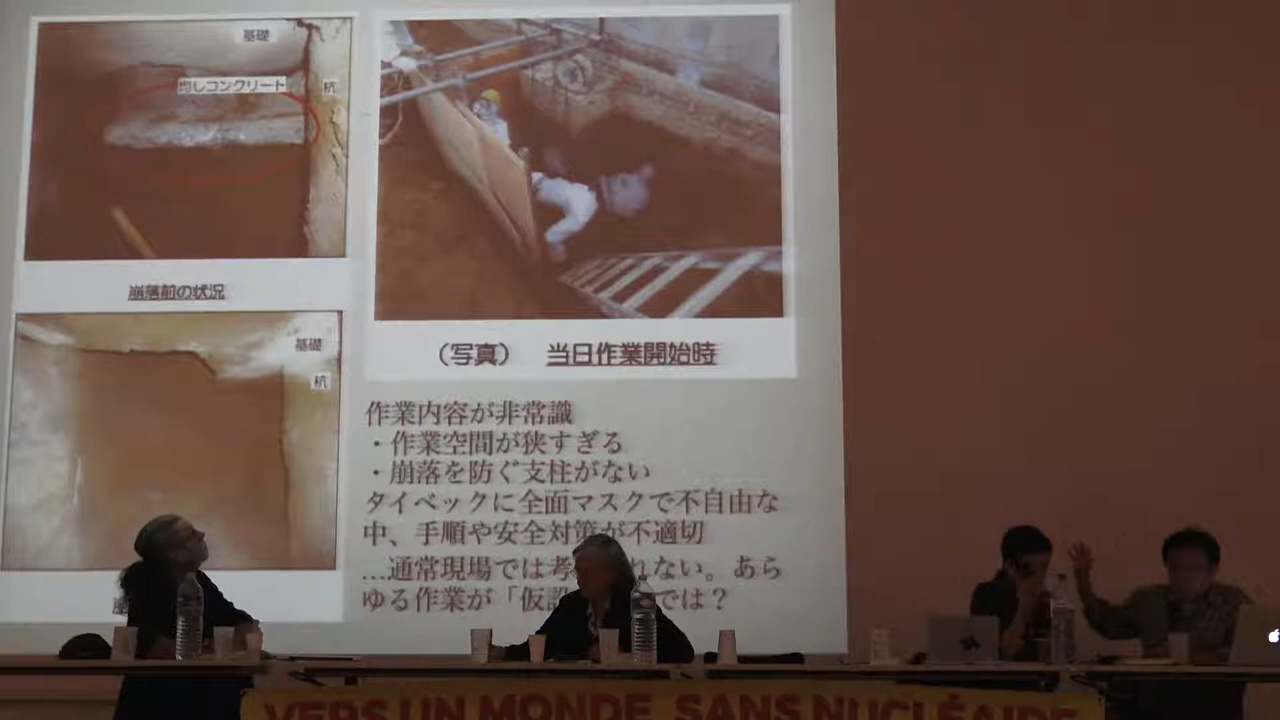 基礎
均しコンクリート
杭
崩落前の状況
基礎
杭
（写真） 当日作業開始時
作業内容が非常識
・作業空間が狭すぎる
・崩落を防ぐ支柱がない
タイベックに全面マスクで不自由な
中、手順や安全対策が不適切
…通常現場では考 れない。あら
ゆる作業が「仮設 では？
VERS UN MONDE SANS NUCLÉAIRE